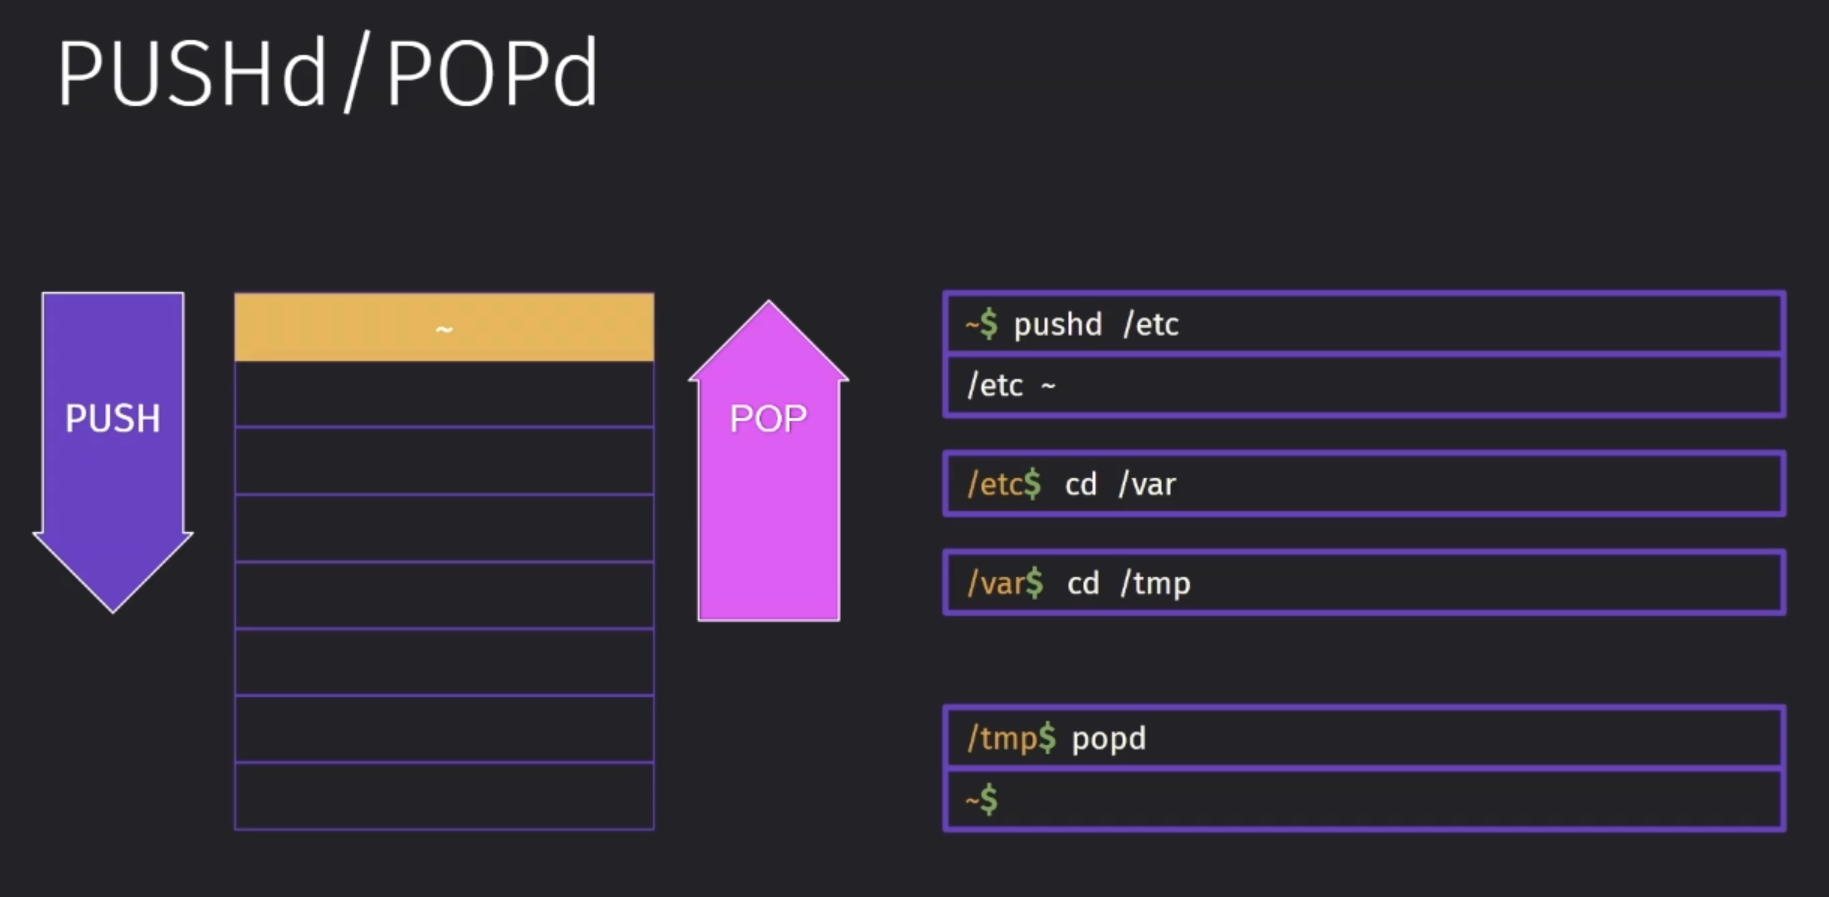 PUSHd/POPd
PUSH
~
POP
~$ pushd /etc
/etc ~
/etc$ cd /var
/var$ cd /tmp
/tmp$ popd
~$